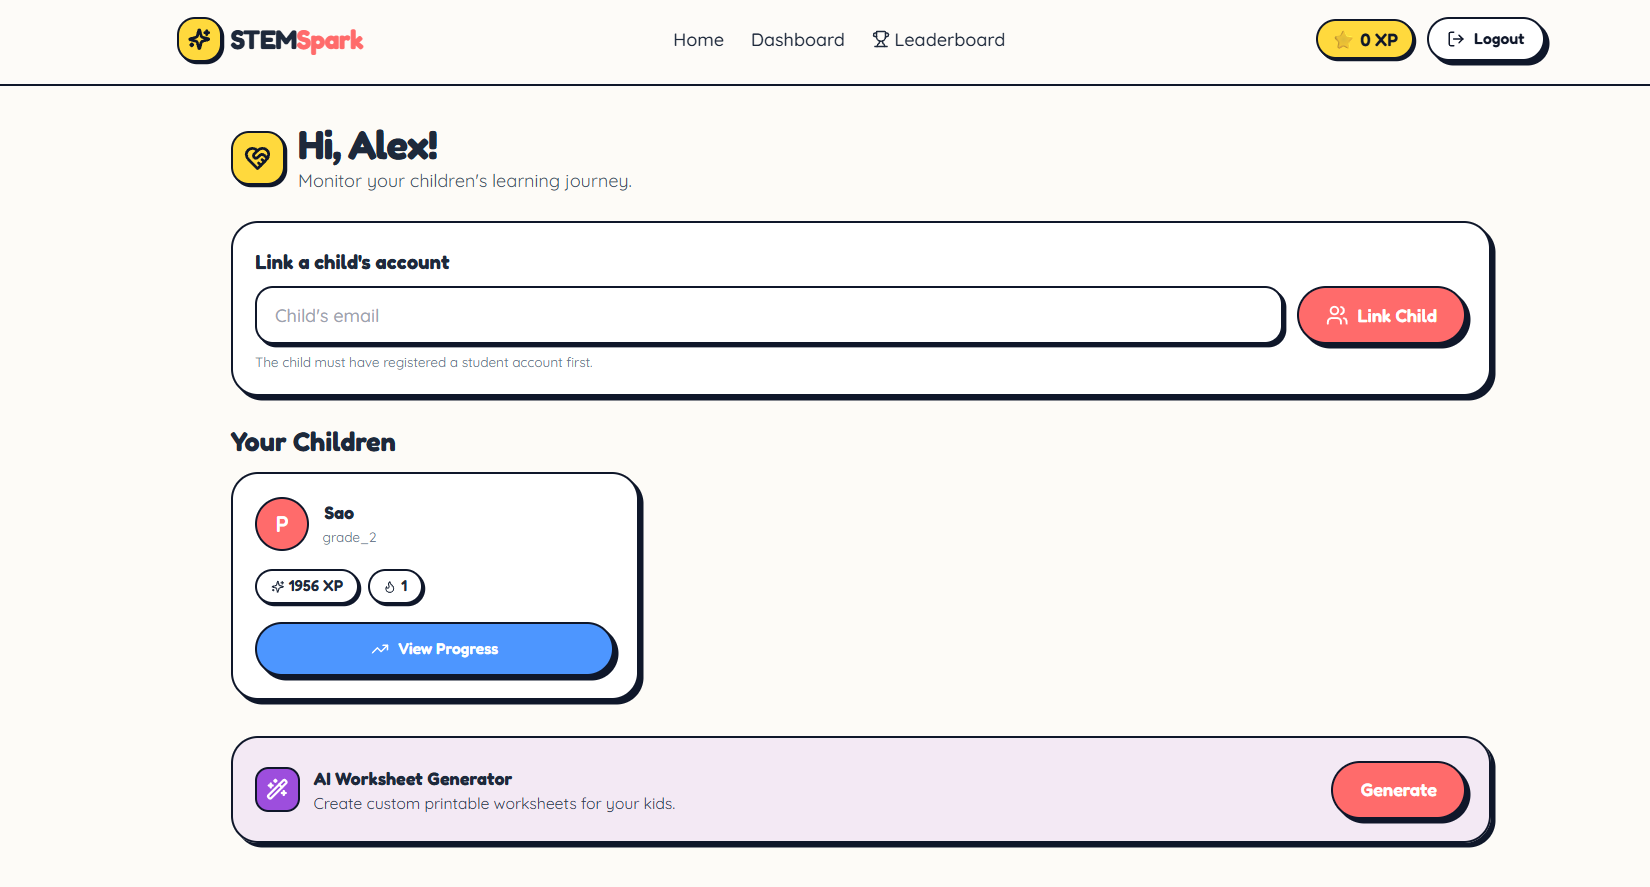 STEMSpark
Home Dashboard Leaderboard
0 XP
Logout
Hi, Alex!
Monitor your children's learning journey.
Link a child's account
Child's email
Link Child
The child must have registered a student account first.
Your Children
P
Sao
grade_2
1956 XP
1
View Progress
AI Worksheet Generator
Create custom printable worksheets for your kids.
Generate